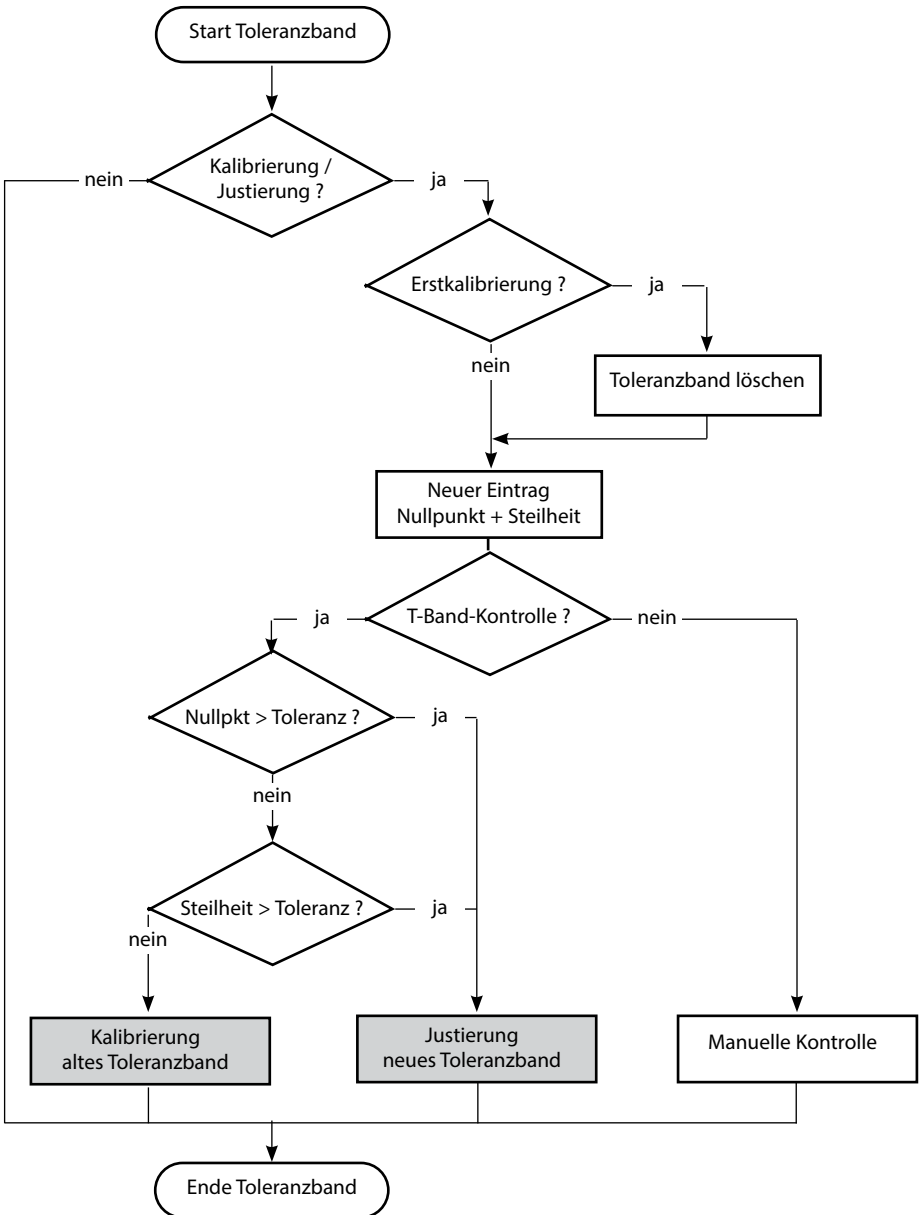 Start Toleranzband
Kalibrierung /
Justierung ?
nein
ja
Erstkalibrierung ?
ja
nein
Toleranzband löschen
Neuer Eintrag
Nullpunkt + Steilheit
T-Band-Kontrolle ?
ja
nein
Nullpkt > Toleranz ?
ja
nein
Steilheit > Toleranz ?
ja
nein
Kalibrierung
altes Toleranzband
Justierung
neues Toleranzband
Manuelle Kontrolle
Ende Toleranzband